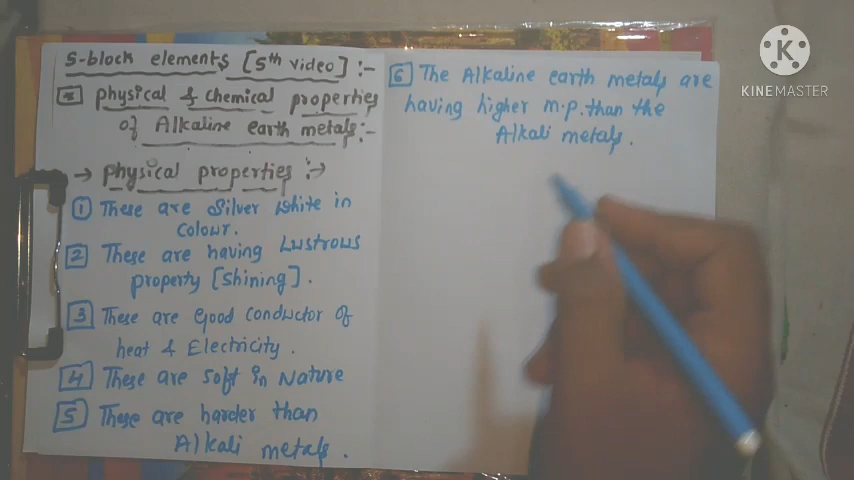 S-block elements [5th video] :-
physical & chemical properties
of Alkaline earth metals:-
→ physical properties :→
1 These are Silver white in
colour.
2 These are having Lustrous
property [shining].
3 These are Good conductor of
heat & Electricity.
4 These are soft in Nature
5 These are harder than
Alkali metals.
6 The Alkaline earth metals are
having higher m.p. than the
Alkali metals.
KINEMASTER